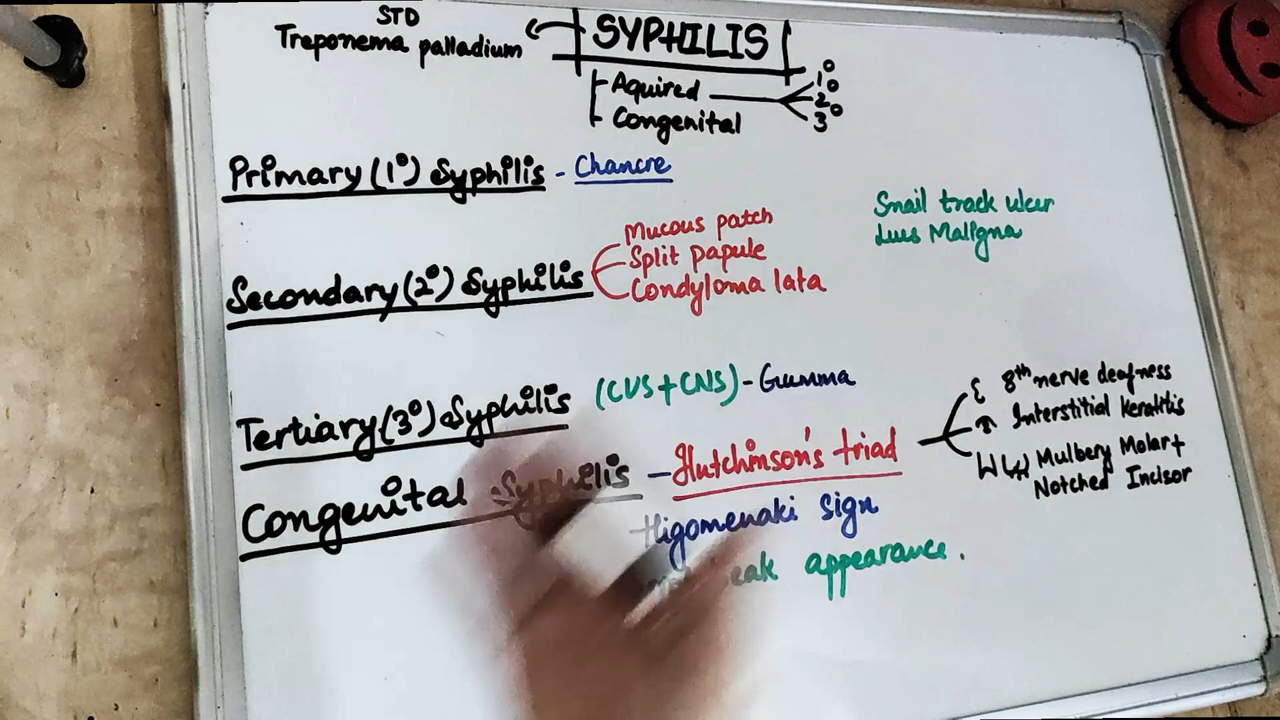 STD
Treponema palladium
SYPHILIS
Aquired
1°
2°
3°
Congenital
Primary (1°) Syphilis - Chancre
Secondary (2°) Syphilis
Mucous patch
Split papule
Condyloma lata
Snail track ulcer
Lues Maligna
Tertiary (3°) Syphilis (CVS + CNS) - Gumma
Congenital Syphilis - Hutchinson's triad
8th nerve deafness
Interstitial keratitis
Mulbery Molar +
Notched Incisor
Higomenaki sign
appearance.